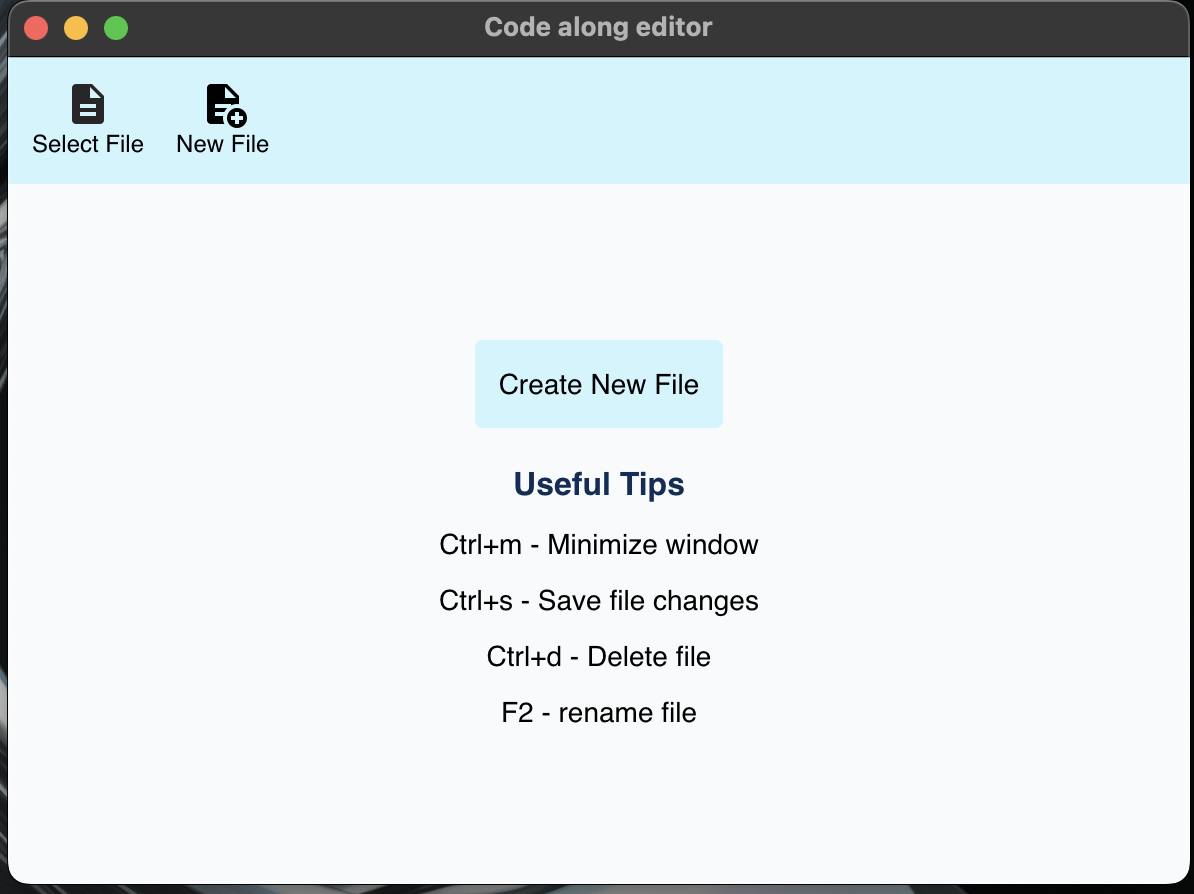 Code along editor
Select File
New File
Create New File
Useful Tips
Ctrl+m - Minimize window
Ctrl+s - Save file changes
Ctrl+d - Delete file
F2 - rename file